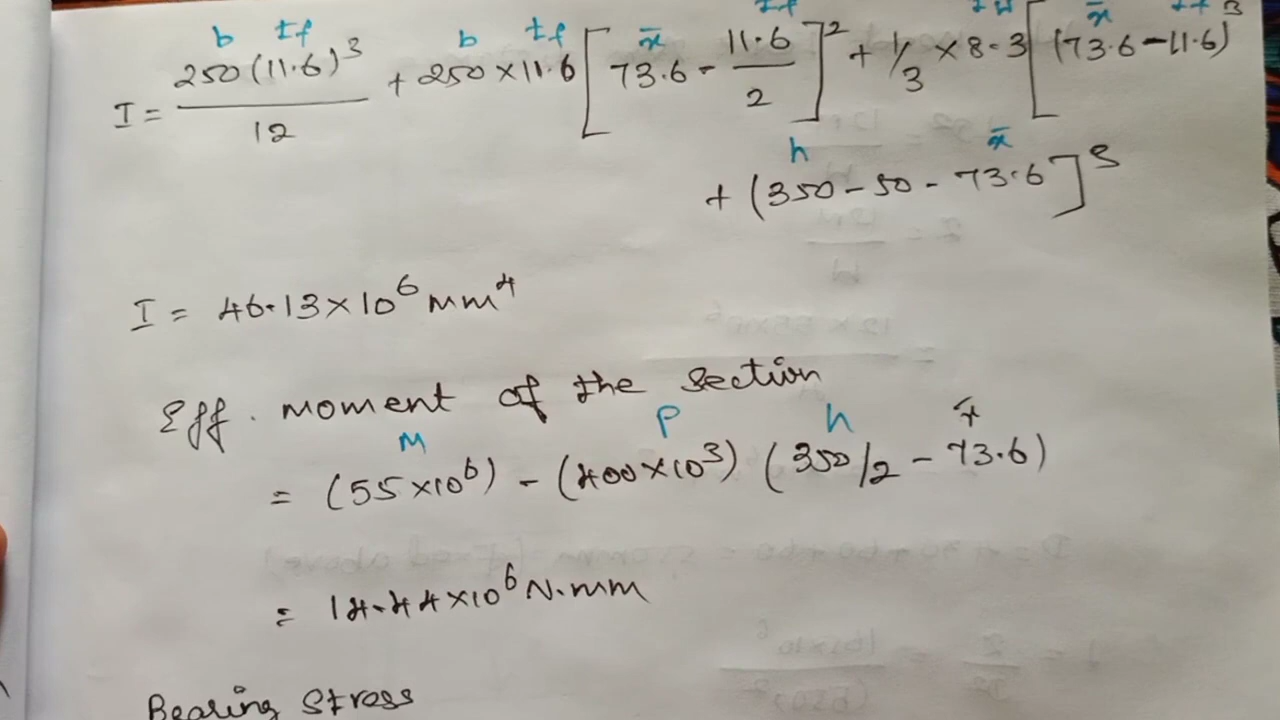 b tf b tf x̄ tf tw x̄ tf
I = 250(11.6)³/12 + 250×11.6[73.6 - 11.6/2]² + 1/3 × 8.3[(73.6-11.6)³
h x̄
+ (350-50-73.6]³
I = 46.13×10⁶ mm⁴
Eff. moment of the section
M P h x̄
= (55×10⁶) - (400×10³) (350/2 - 73.6)
= 14.44×10⁶ N.mm
Bearing Stress